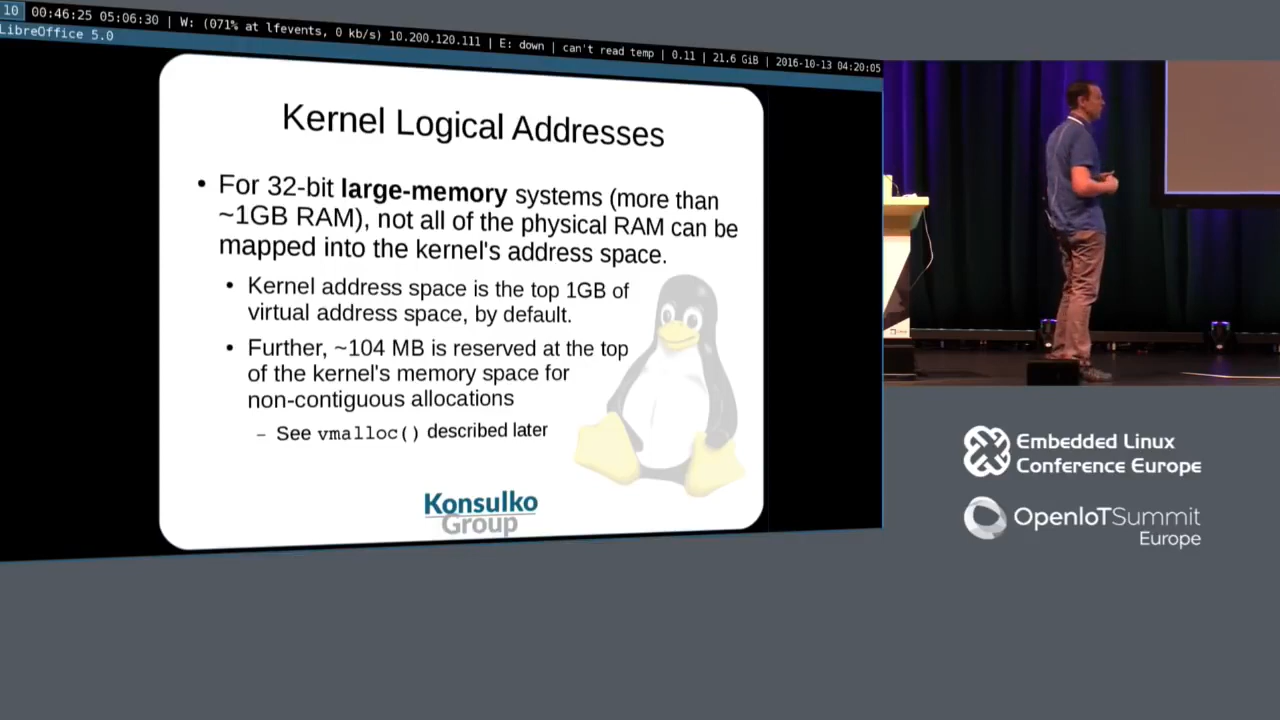 10 00:46:25 05:06:30 | W: (071% at lfevents, 0 kb/s) 10.200.120.111 | E: down | can't read temp | 0.11 | 21.6 GiB | 2016-10-13 04:20:05
LibreOffice 5.0
Kernel Logical Addresses
• For 32-bit large-memory systems (more than
~1GB RAM), not all of the physical RAM can be
mapped into the kernel's address space.
• Kernel address space is the top 1GB of
virtual address space, by default.
• Further, ~104 MB is reserved at the top
of the kernel's memory space for
non-contiguous allocations
– See vmalloc() described later
Konsulko
Group
Embedded Linux
Conference Europe
OpenIoTSummit
Europe